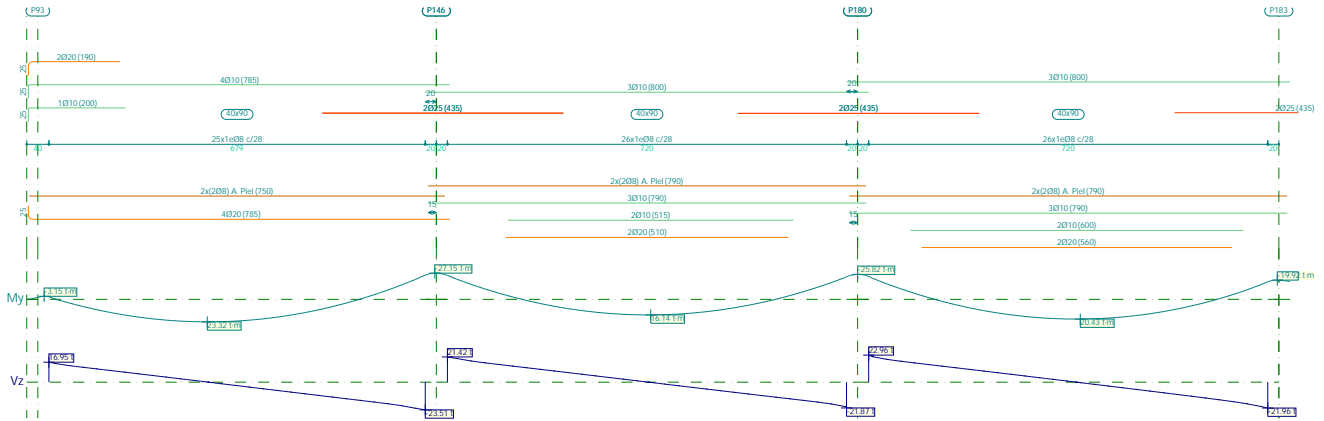 P93 P146 P180 P183
2Ø20(190)
25
4Ø10(785) 3Ø10(800)
20
25 20 3Ø10(800)
1Ø10(200)
25 40x90 2Ø25(435) 40x90 2Ø25(435) 40x90 2Ø25(435)
25x1eØ8 c/28 26x1eØ8 c/28 26x1eØ8 c/28
40 679 20 20 720 20 20 720 20
2x(2Ø8) A. Piel (790)
2x(2Ø8) A. Piel (750) 2x(2Ø8) A. Piel (790)
3Ø10(790)
25 4Ø20(785) 15 2Ø10(515) 15 3Ø10(790)
2Ø10(600)
2Ø20(510)
2Ø20(560)
-27.15 t·m -25.82 t·m -19.92 t·m
My -3.15 t·m
23.32 t·m 16.14 t·m 20.43 t·m
16.95 t 21.42 t 22.96 t
Vz
-23.51 t -21.87 t -21.96 t